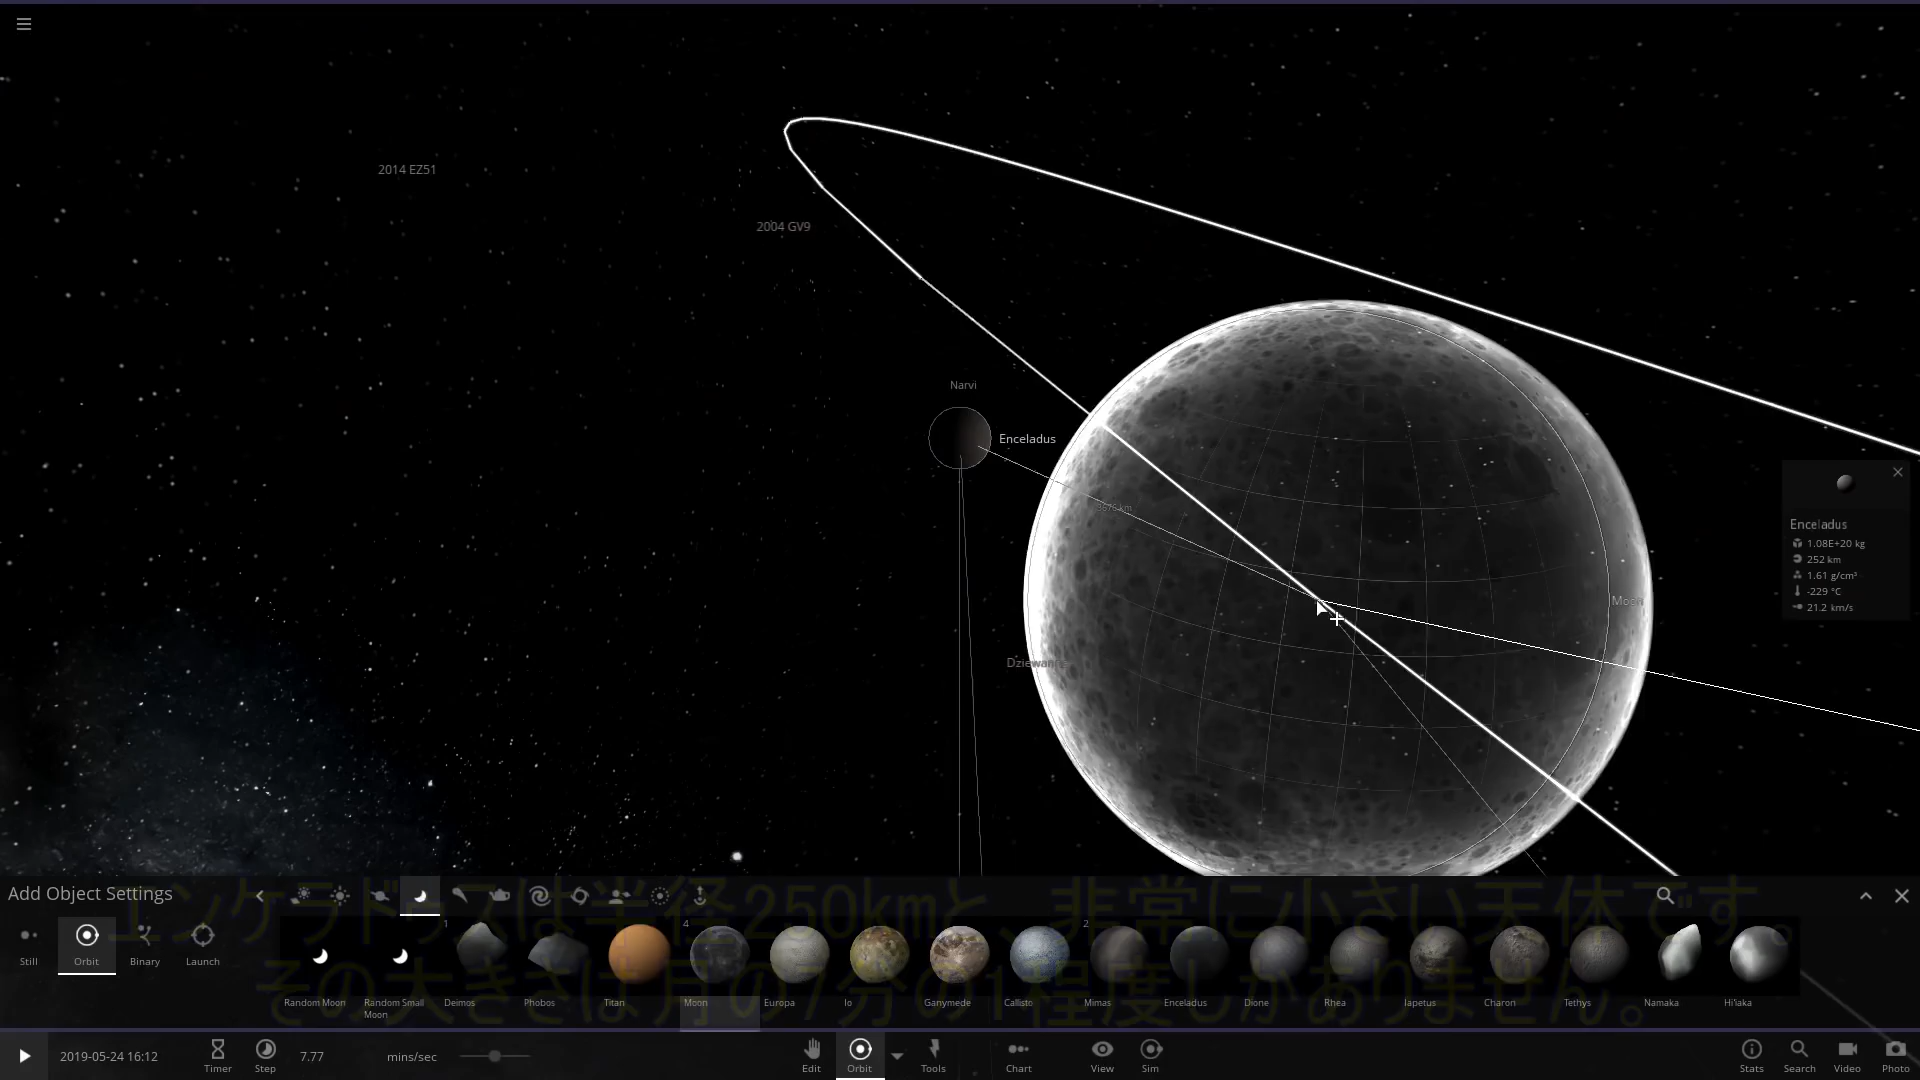 2014 EZ51
2004 GV9
Narvi
Enceladus
3676 km
Moon
Enceladus
1.08E+20 kg
252 km
1.61 g/cm³
-229 °C
21.2 km/s
Add Object Settings
エンケラドゥスは半径250kmと、非常に小さい天体です。
その大きさは月の7分の1程度しかありません。
Still
Orbit
Binary
Launch
1
4
2
Random Moon
Random Small Moon
Deimos
Phobos
Titan
Moon
Europa
Io
Ganymede
Callisto
Mimas
Enceladus
Dione
Rhea
Iapetus
Charon
Tethys
Namaka
Hi'iaka
2019-05-24 16:12
Timer
Step
7.77
mins/sec
Edit
Orbit
Tools
Chart
View
Sim
Stats
Search
Video
Photo